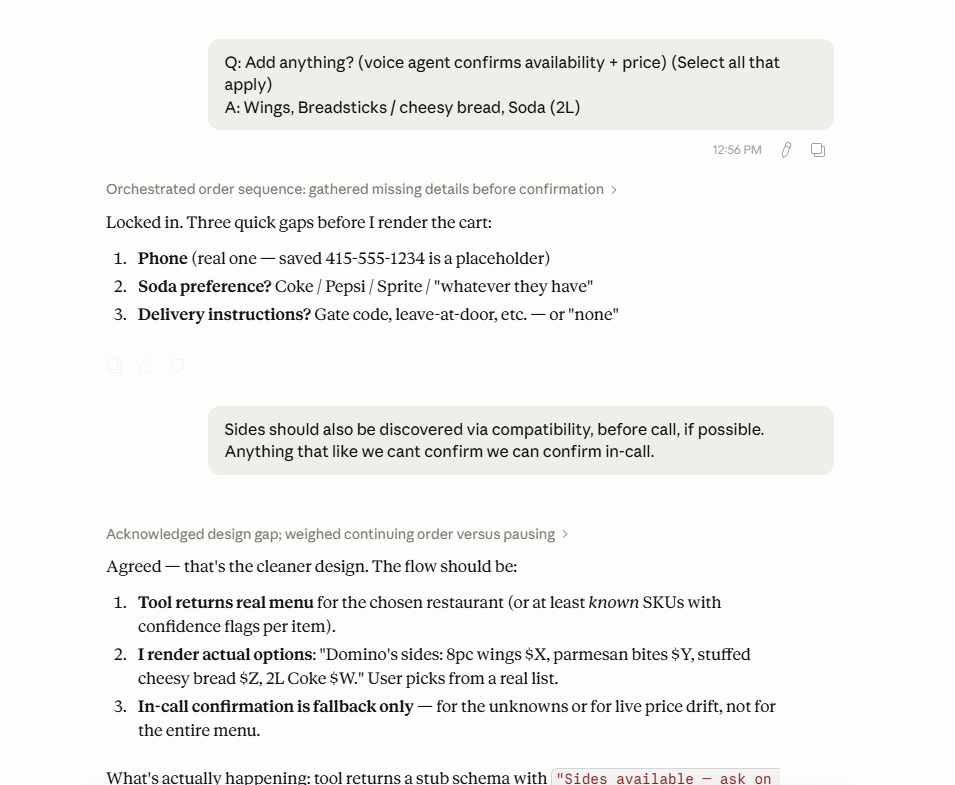 Q: Add anything? (voice agent confirms availability + price) (Select all that
apply)
A: Wings, Breadsticks / cheesy bread, Soda (2L)
12:56 PM
Orchestrated order sequence: gathered missing details before confirmation
Locked in. Three quick gaps before I render the cart:
1. Phone (real one — saved 415-555-1234 is a placeholder)
2. Soda preference? Coke / Pepsi / Sprite / "whatever they have"
3. Delivery instructions? Gate code, leave-at-door, etc. — or "none"
Sides should also be discovered via compatibility, before call, if possible.
Anything that like we cant confirm we can confirm in-call.
Acknowledged design gap; weighed continuing order versus pausing
Agreed — that's the cleaner design. The flow should be:
1. Tool returns real menu for the chosen restaurant (or at least known SKUs with
confidence flags per item).
2. I render actual options: "Domino's sides: 8pc wings $X, parmesan bites $Y, stuffed
cheesy bread $Z, 2L Coke $W." User picks from a real list.
3. In-call confirmation is fallback only — for the unknowns or for live price drift, not for
the entire menu.
What's actually happening: tool returns a stub schema with "Sides available — ask on